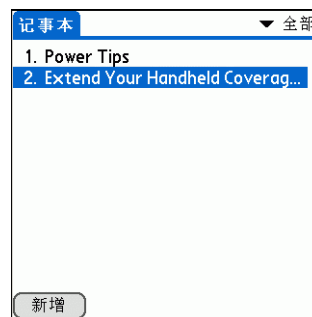 记事本 全部
1. Power Tips
2. Extend Your Handheld Coverag...
新增